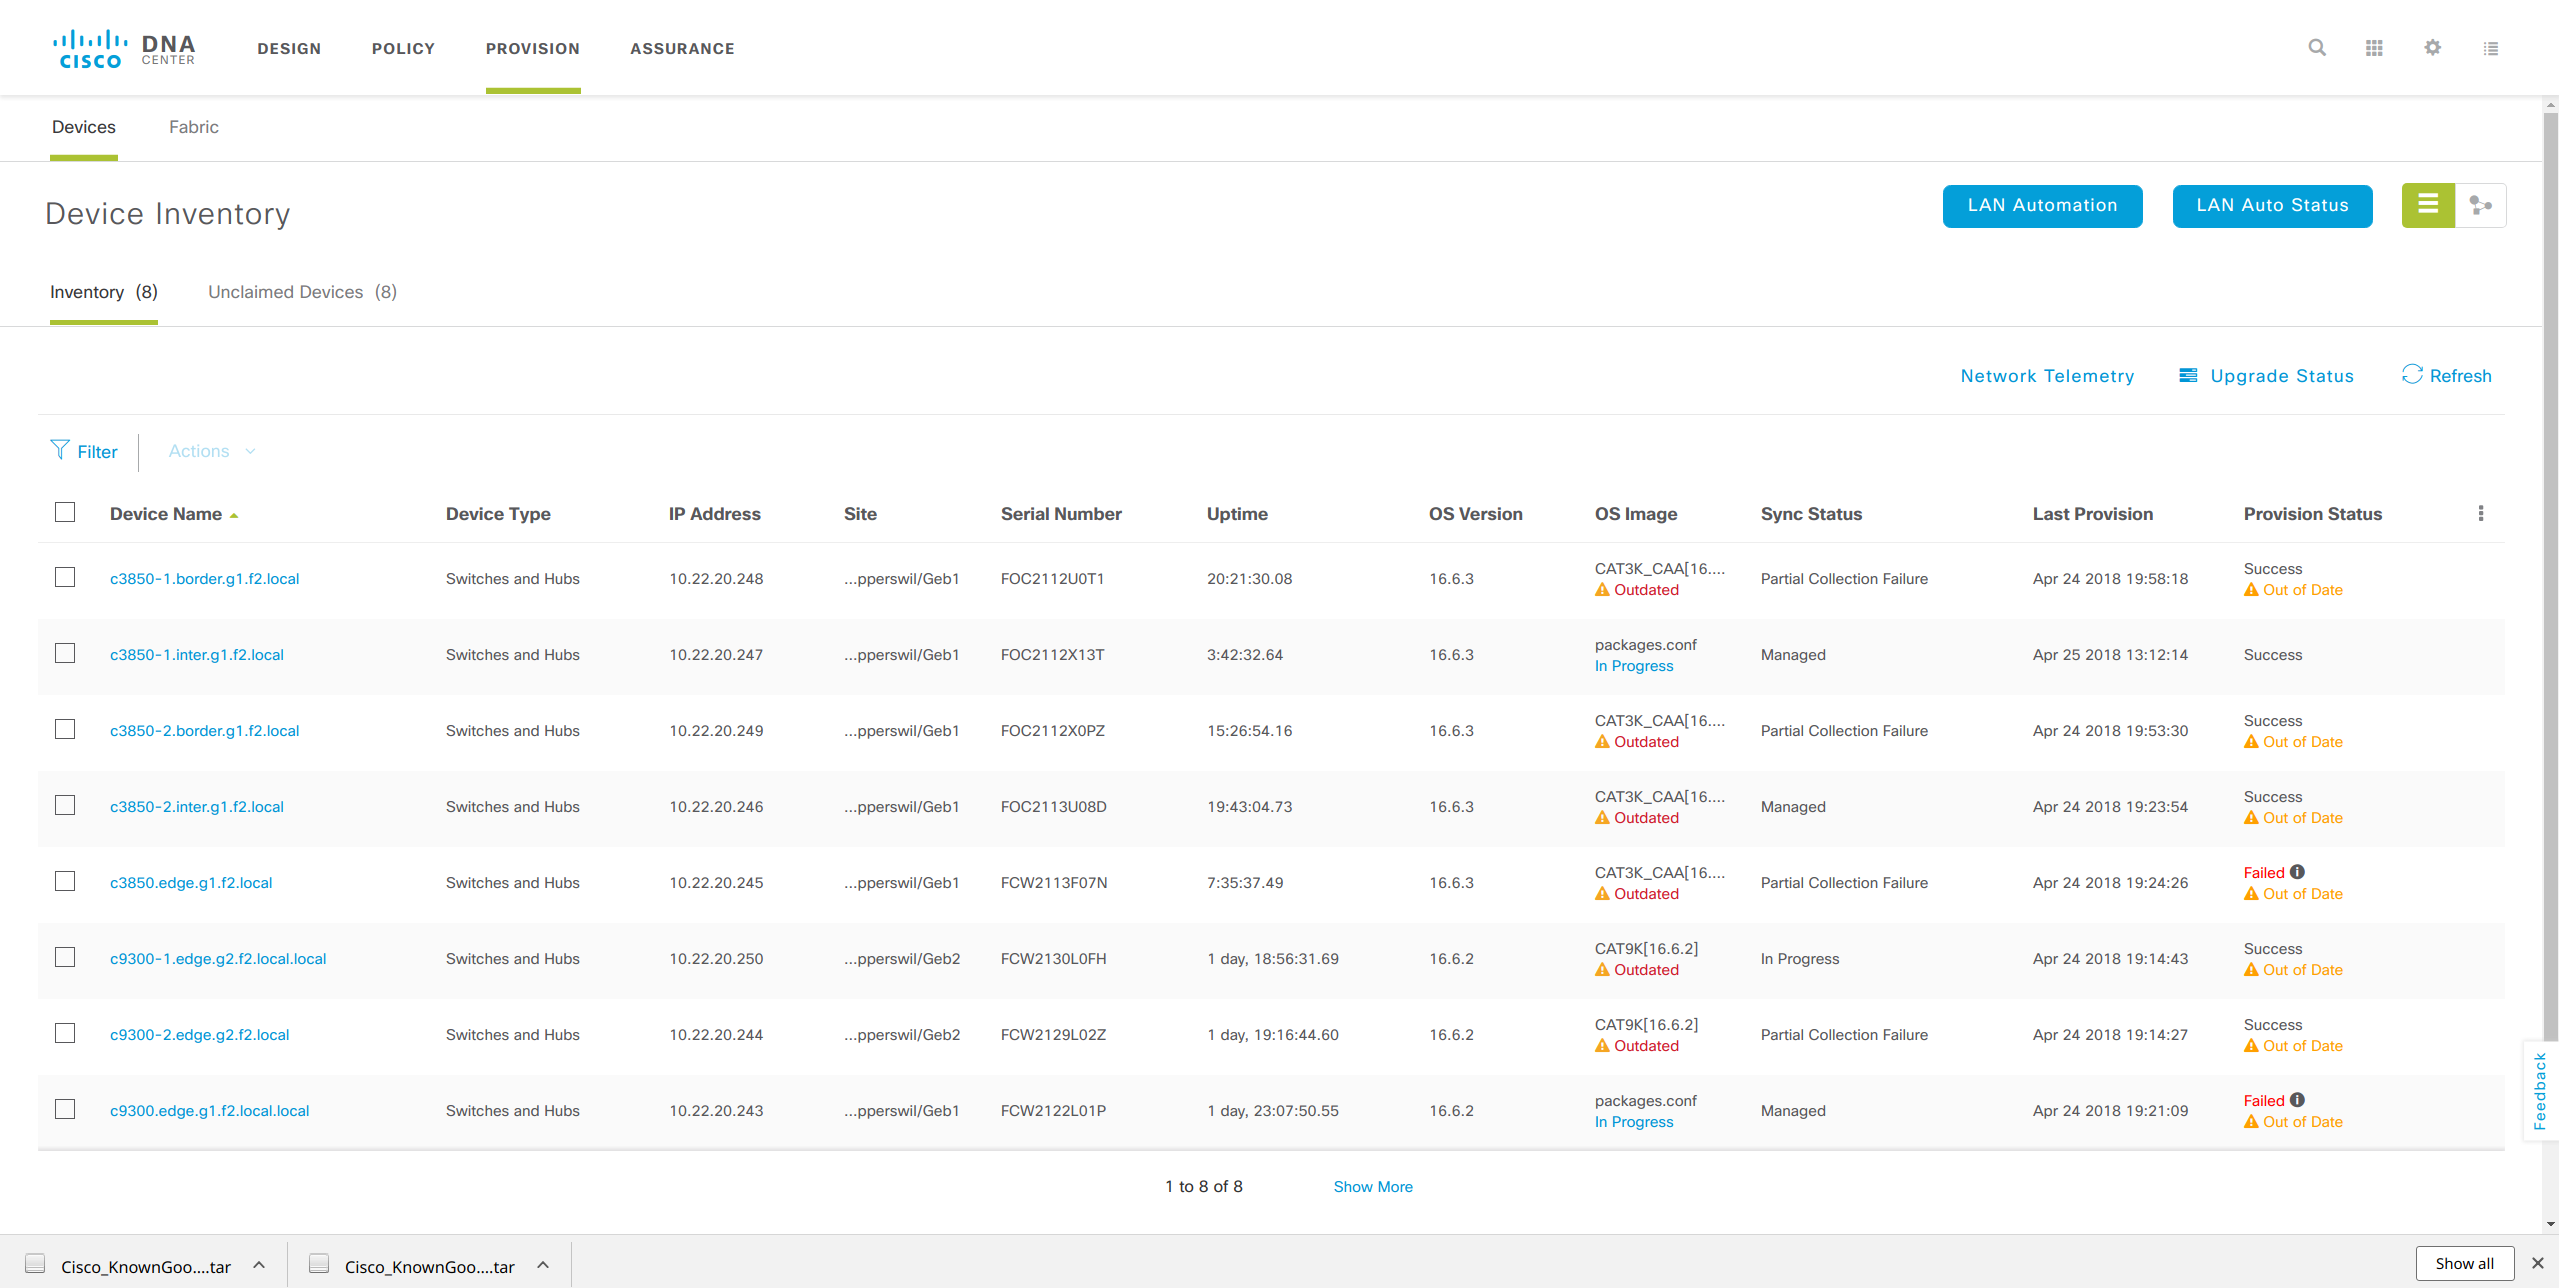 CISCO DNA CENTER DESIGN POLICY PROVISION ASSURANCE
Devices Fabric
Device Inventory LAN Automation LAN Auto Status
Inventory (8) Unclaimed Devices (8)
Network Telemetry Upgrade Status Refresh
Filter Actions
Device Name Device Type IP Address Site Serial Number Uptime OS Version OS Image Sync Status Last Provision Provision Status
c3850-1.border.g1.f2.local Switches and Hubs 10.22.20.248 ...pperswil/Geb1 FOC2112U0T1 20:21:30.08 16.6.3 CAT3K_CAA[16.... Partial Collection Failure Apr 24 2018 19:58:18 Success
Outdated Out of Date
c3850-1.inter.g1.f2.local Switches and Hubs 10.22.20.247 ...pperswil/Geb1 FOC2112X13T 3:42:32.64 16.6.3 packages.conf Managed Apr 25 2018 13:12:14 Success
In Progress
c3850-2.border.g1.f2.local Switches and Hubs 10.22.20.249 ...pperswil/Geb1 FOC2112X0PZ 15:26:54.16 16.6.3 CAT3K_CAA[16.... Partial Collection Failure Apr 24 2018 19:53:30 Success
Outdated Out of Date
c3850-2.inter.g1.f2.local Switches and Hubs 10.22.20.246 ...pperswil/Geb1 FOC2113U08D 19:43:04.73 16.6.3 CAT3K_CAA[16.... Managed Apr 24 2018 19:23:54 Success
Outdated Out of Date
c3850.edge.g1.f2.local Switches and Hubs 10.22.20.245 ...pperswil/Geb1 FCW2113F07N 7:35:37.49 16.6.3 CAT3K_CAA[16.... Partial Collection Failure Apr 24 2018 19:24:26 Failed
Outdated Out of Date
c9300-1.edge.g2.f2.local.local Switches and Hubs 10.22.20.250 ...pperswil/Geb2 FCW2130L0FH 1 day, 18:56:31.69 16.6.2 CAT9K[16.6.2] In Progress Apr 24 2018 19:14:43 Success
Outdated Out of Date
c9300-2.edge.g2.f2.local Switches and Hubs 10.22.20.244 ...pperswil/Geb2 FCW2129L02Z 1 day, 19:16:44.60 16.6.2 CAT9K[16.6.2] Partial Collection Failure Apr 24 2018 19:14:27 Success
Outdated Out of Date
c9300.edge.g1.f2.local.local Switches and Hubs 10.22.20.243 ...pperswil/Geb1 FCW2122L01P 1 day, 23:07:50.55 16.6.2 packages.conf Managed Apr 24 2018 19:21:09 Failed
In Progress Out of Date
Feedback
1 to 8 of 8 Show More
Cisco_KnownGoo....tar Cisco_KnownGoo....tar Show all